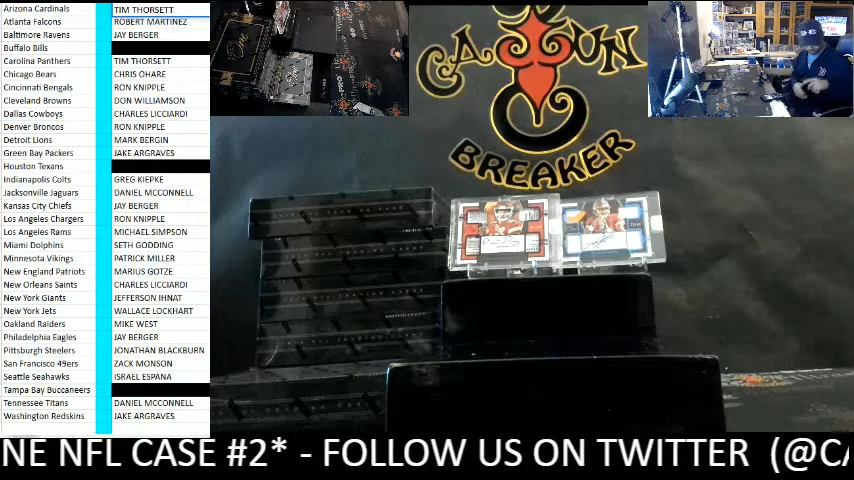 Arizona Cardinals TIM THORSETT
Atlanta Falcons ROBERT MARTINEZ
Baltimore Ravens JAY BERGER
Buffalo Bills
Carolina Panthers TIM THORSETT
Chicago Bears CHRIS OHARE
Cincinnati Bengals RON KNIPPLE
Cleveland Browns DON WILLIAMSON
Dallas Cowboys CHARLES LICCIARDI
Denver Broncos RON KNIPPLE
Detroit Lions MARK BERGIN
Green Bay Packers JAKE ARGRAVES
Houston Texans
Indianapolis Colts GREG KIEPKE
Jacksonville Jaguars DANIEL MCCONNELL
Kansas City Chiefs JAY BERGER
Los Angeles Chargers RON KNIPPLE
Los Angeles Rams MICHAEL SIMPSON
Miami Dolphins SETH GODDING
Minnesota Vikings PATRICK MILLER
New England Patriots MARIUS GOTZE
New Orleans Saints CHARLES LICCIARDI
New York Giants JEFFERSON IHNAT
New York Jets WALLACE LOCKHART
Oakland Raiders MIKE WEST
Philadelphia Eagles JAY BERGER
Pittsburgh Steelers JONATHAN BLACKBURN
San Francisco 49ers ZACK MONSON
Seattle Seahawks ISRAEL ESPANA
Tampa Bay Buccaneers
Tennessee Titans DANIEL MCCONNELL
Washington Redskins JAKE ARGRAVES
CAJUN
BREAKER
NE NFL CASE #2* - FOLLOW US ON TWITTER (@CA